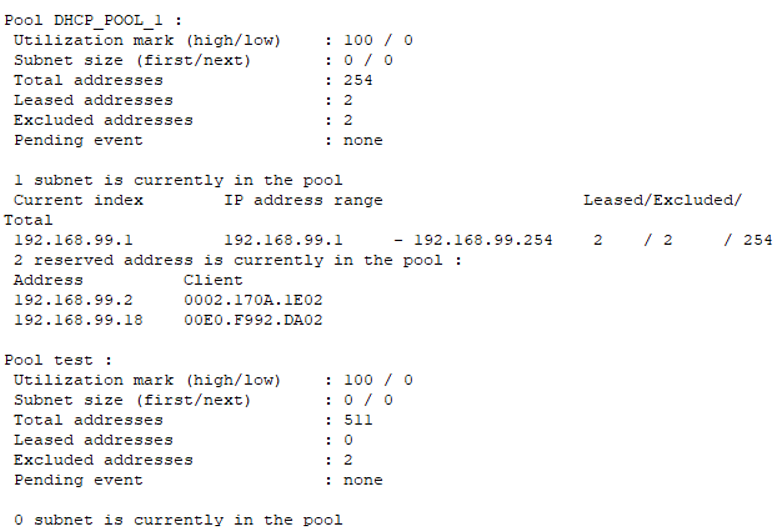 Pool DHCP_POOL_1 :
Utilization mark (high/low) : 100 / 0
Subnet size (first/next) : 0 / 0
Total addresses : 254
Leased addresses : 2
Excluded addresses : 2
Pending event : none
1 subnet is currently in the pool
Current index IP address range Leased/Excluded/
Total
192.168.99.1 192.168.99.1 - 192.168.99.254 2 / 2 / 254
2 reserved address is currently in the pool :
Address Client
192.168.99.2 0002.170A.1E02
192.168.99.18 00E0.F992.DA02
Pool test :
Utilization mark (high/low) : 100 / 0
Subnet size (first/next) : 0 / 0
Total addresses : 511
Leased addresses : 0
Excluded addresses : 2
Pending event : none
0 subnet is currently in the pool